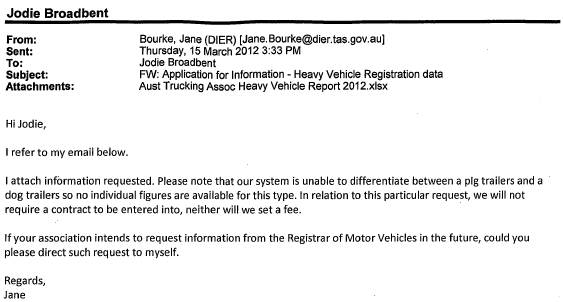 Jodie Broadbent
From: Bourke, Jane (DIER) [Jane.Bourke@dier.tas.gov.au]
Sent: Thursday, 15 March 2012 3:33 PM
To: Jodie Broadbent
Subject: FW: Application for Information - Heavy Vehicle Registration data
Attachments: Aust Trucking Assoc Heavy Vehicle Report 2012.xlsx
Hi Jodie,
I refer to my email below.
I attach information requested. Please note that our system is unable to differentiate between a plg trailers and a
dog trailers so no individual figures are available for this type. In relation to this particular request, we will not
require a contract to be entered into, neither will we set a fee.
If your association intends to request information from the Registrar of Motor Vehicles in the future, could you
please direct such request to myself.
Regards,
Jane